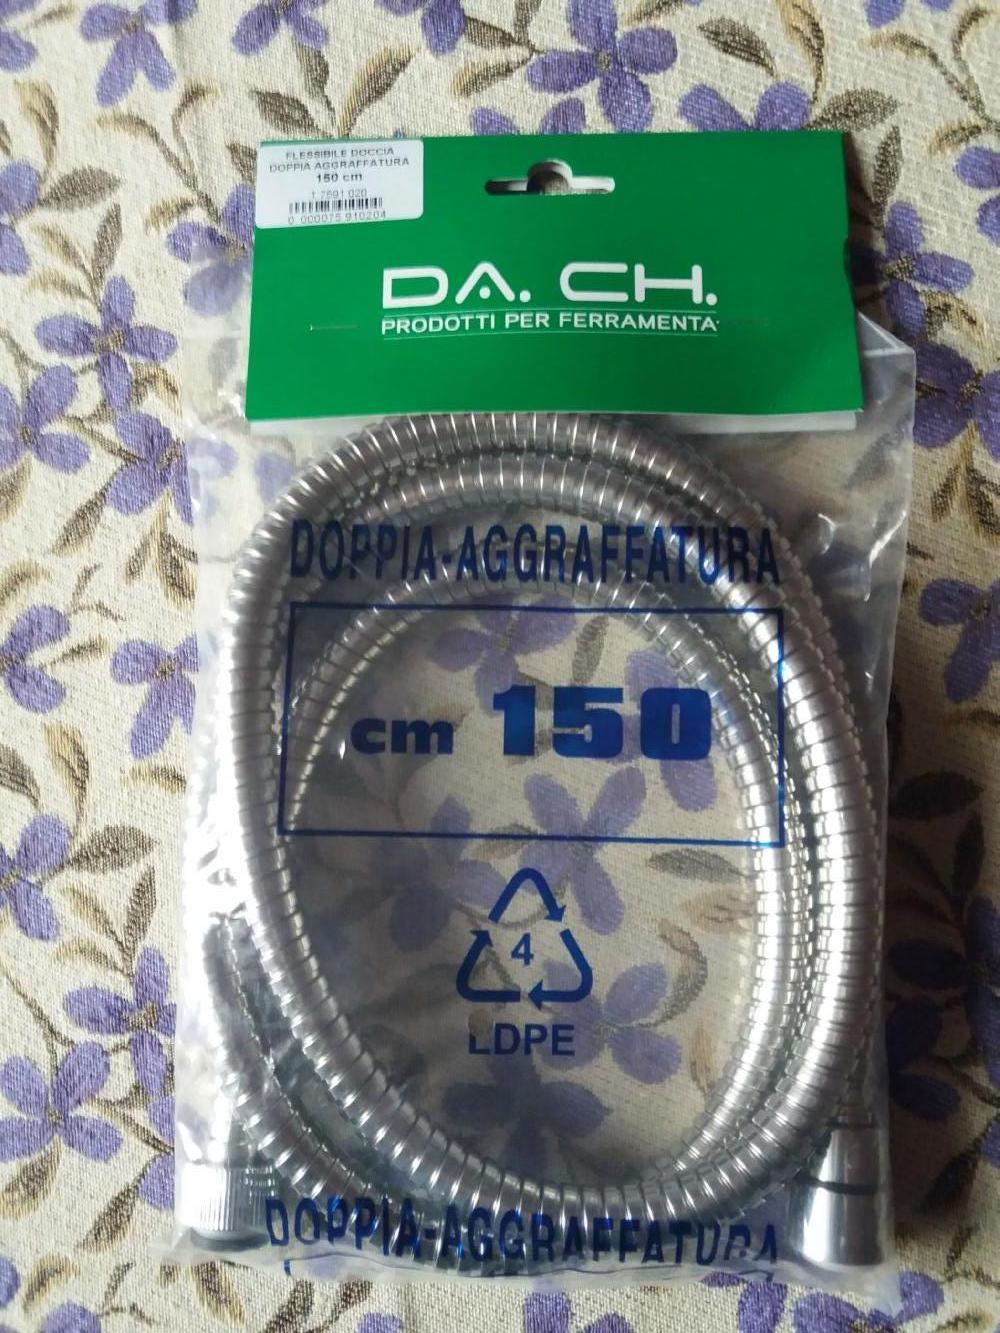 FLESSIBILE DOCCIA
DOPPIA AGGRAFFATURA
150 cm
1.7591.020
0 000075 910204
DA. CH.
PRODOTTI PER FERRAMENTA
DOPPIA-AGGRAFFATURA
cm 150
4
LDPE
DOPPIA-AGGRAFFATURA